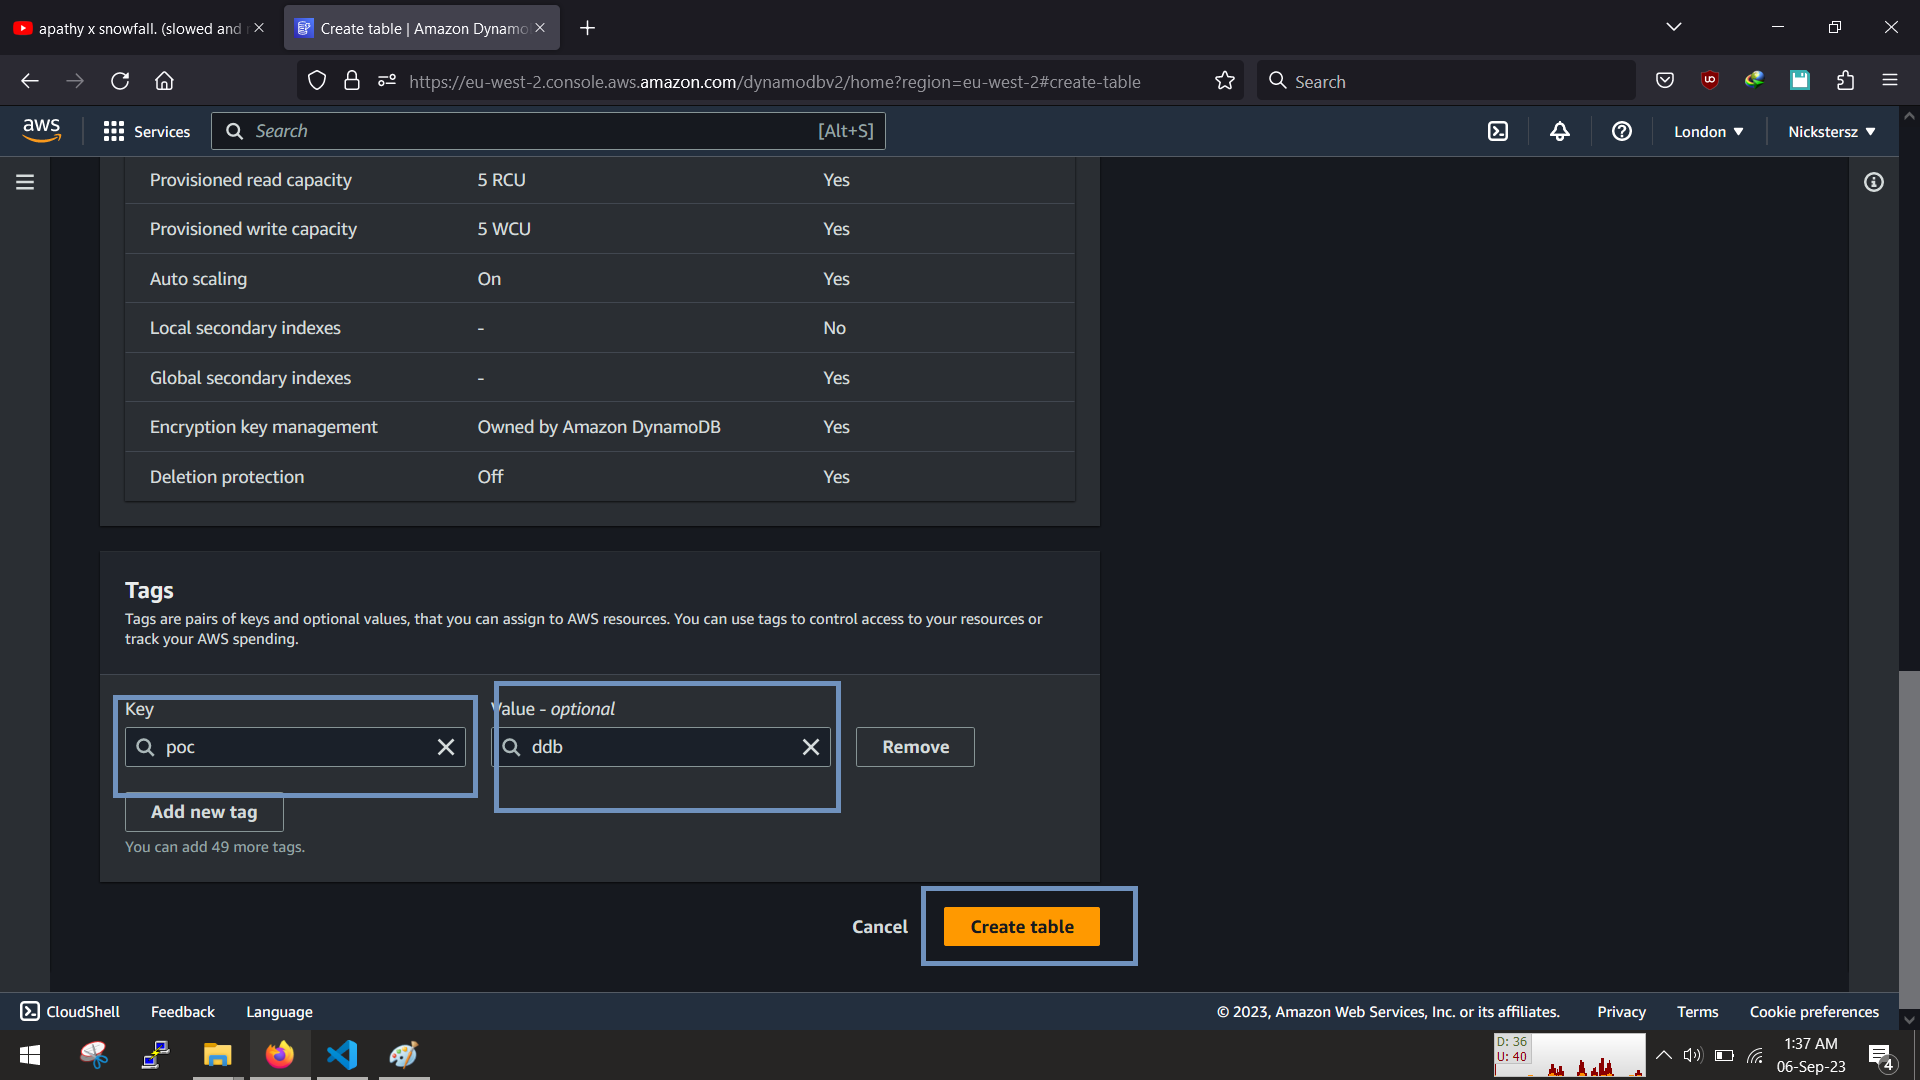 apathy x snowfall. (slowed and
Create table | Amazon Dynamo
https://eu-west-2.console.aws.amazon.com/dynamodbv2/home?region=eu-west-2#create-table
Search
aws
Services
Search
[Alt+S]
London
Nickstersz
Provisioned read capacity 5 RCU Yes
Provisioned write capacity 5 WCU Yes
Auto scaling On Yes
Local secondary indexes - No
Global secondary indexes - Yes
Encryption key management Owned by Amazon DynamoDB Yes
Deletion protection Off Yes
Tags
Tags are pairs of keys and optional values, that you can assign to AWS resources. You can use tags to control access to your resources or
track your AWS spending.
Key
Value - optional
poc
ddb
Remove
Add new tag
You can add 49 more tags.
Cancel
Create table
CloudShell
Feedback
Language
© 2023, Amazon Web Services, Inc. or its affiliates.
Privacy
Terms
Cookie preferences
D: 36
U: 40
1:37 AM
06-Sep-23
4